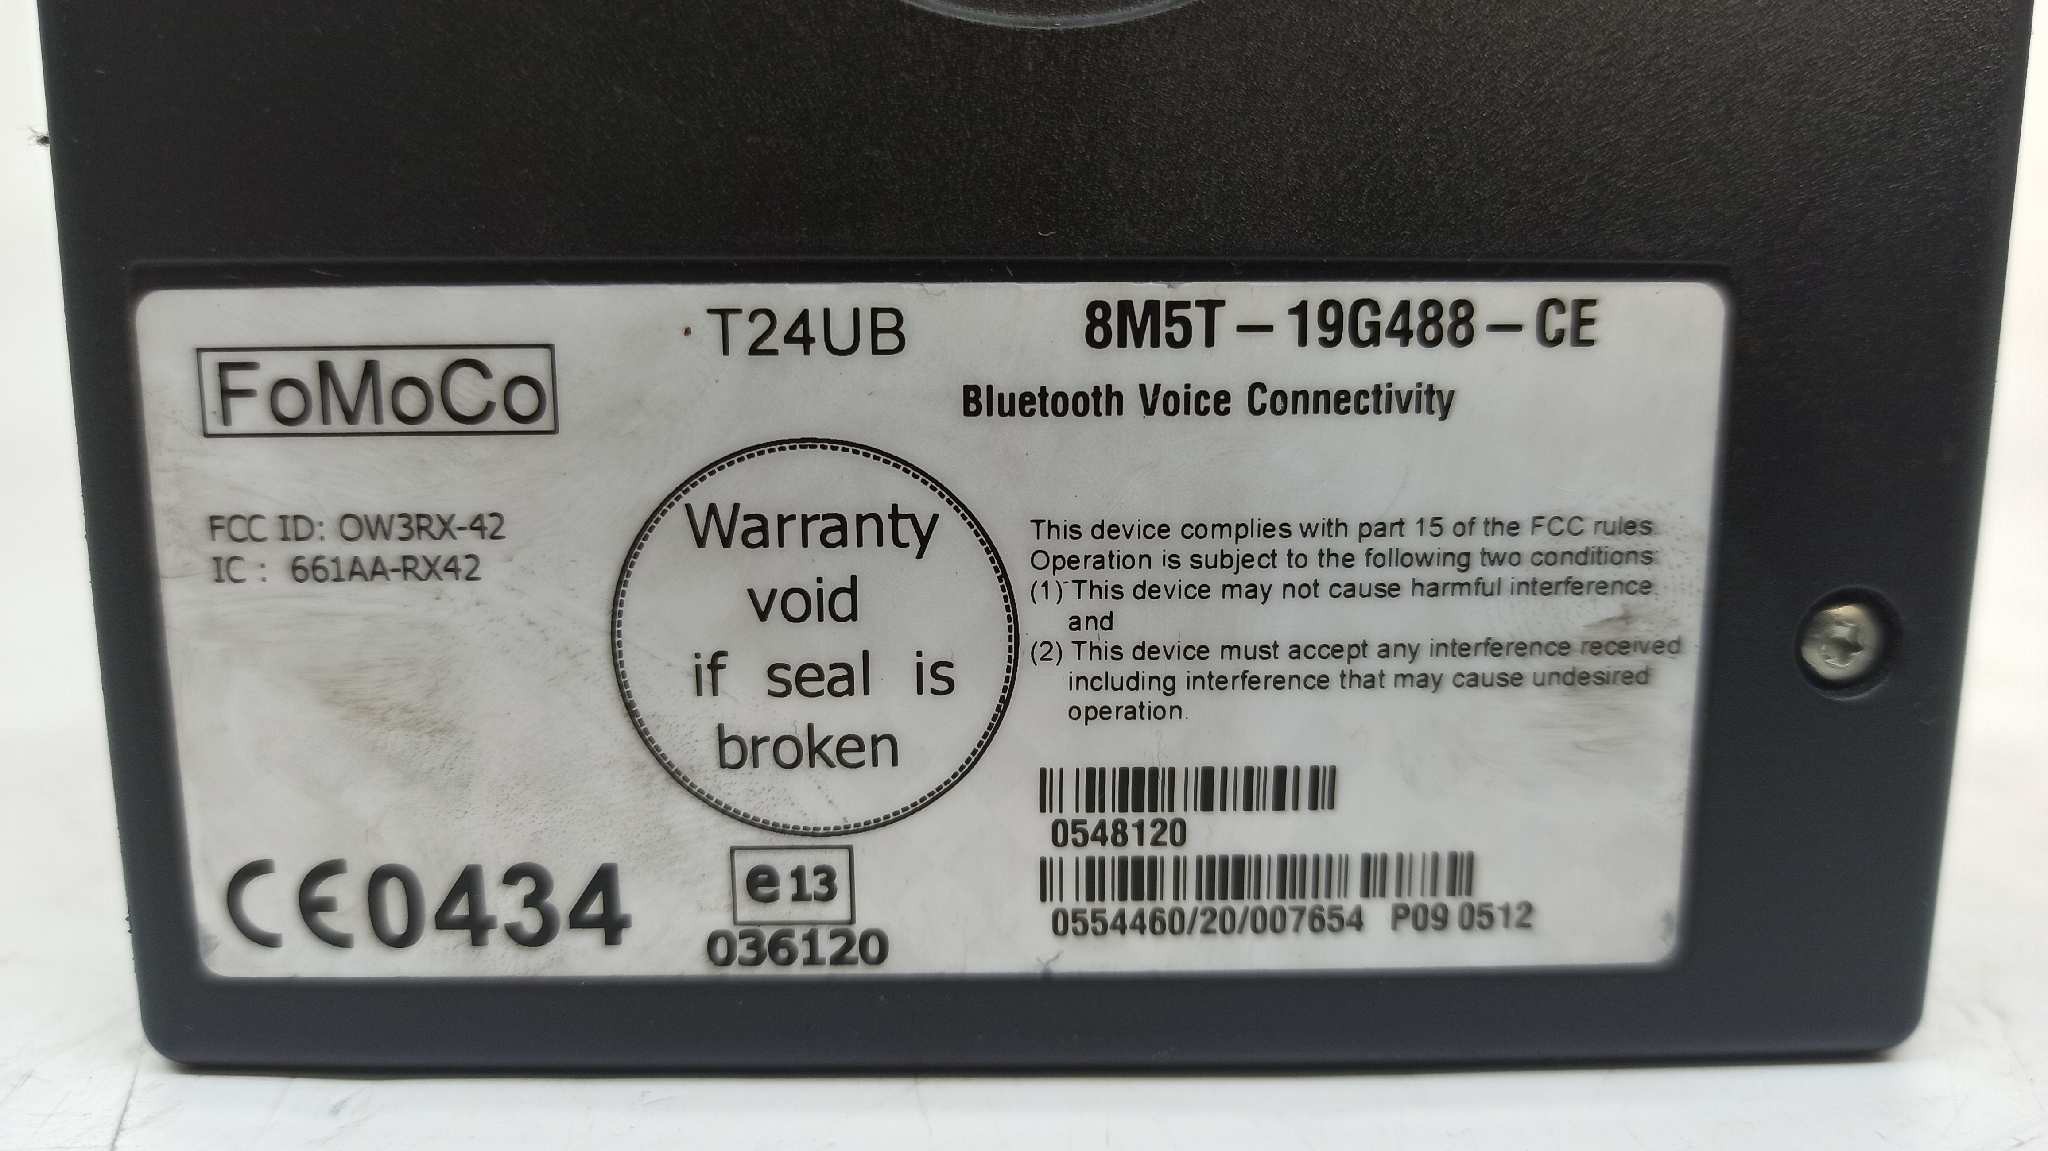 T24UB
8M5T-19G488-CE
FoMoCo
Bluetooth Voice Connectivity
FCC ID: OW3RX-42
IC : 661AA-RX42
Warranty
void
if seal is
broken
This device complies with part 15 of the FCC rules.
Operation is subject to the following two conditions:
(1) This device may not cause harmful interference,
and
(2) This device must accept any interference received
including interference that may cause undesired
operation.
0548120
0554460/20/007654 P09 0512
CE0434
e13
036120